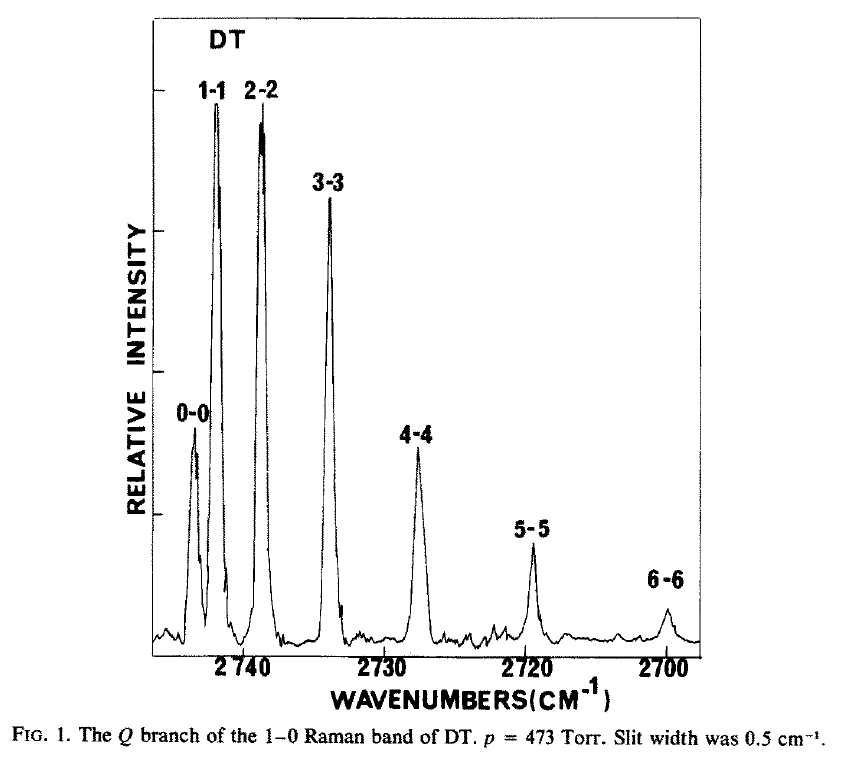 DT
1-1 2-2
3-3
0-0
4-4
5-5
6-6
RELATIVE INTENSITY
2740 2730 2720 2700
WAVENUMBERS(CM-1)
FIG. 1. The Q branch of the 1–0 Raman band of DT. p = 473 Torr. Slit width was 0.5 cm⁻¹.